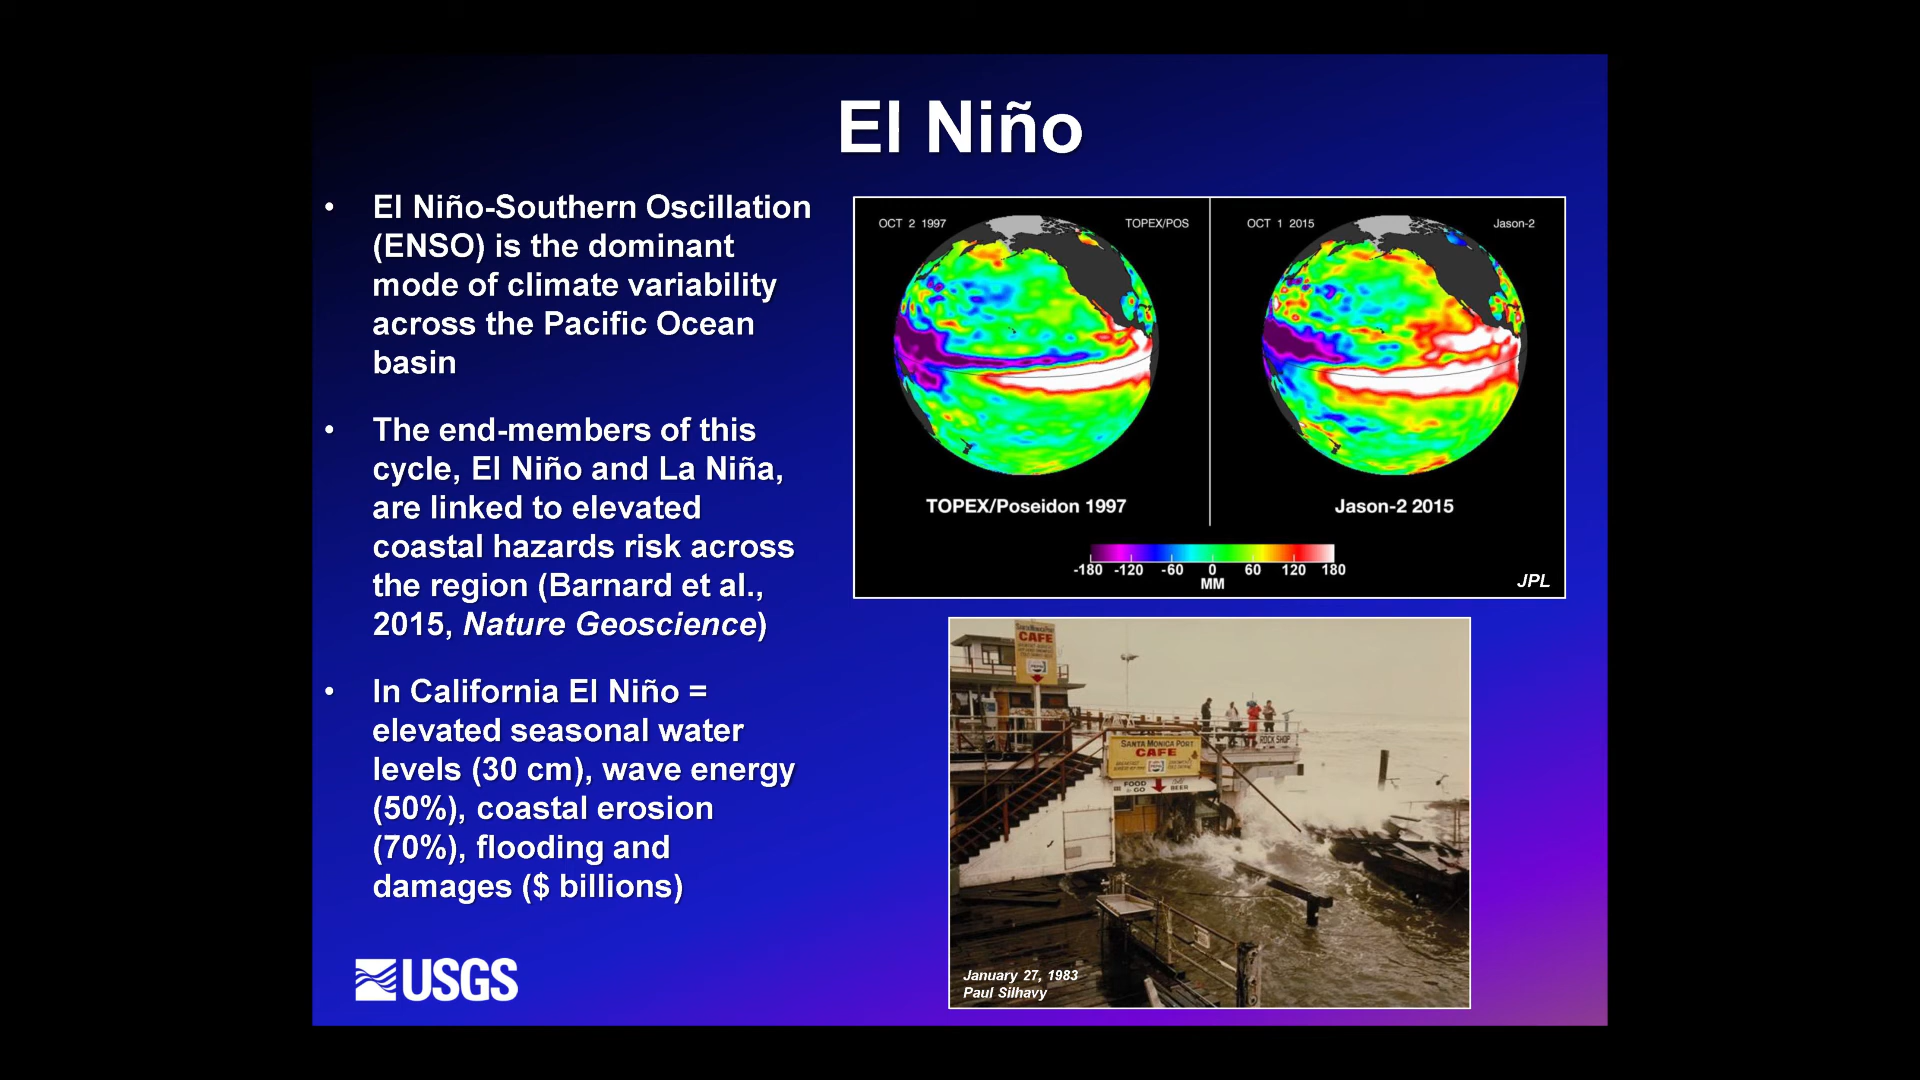 El Niño
• El Niño-Southern Oscillation
(ENSO) is the dominant
mode of climate variability
across the Pacific Ocean
basin
• The end-members of this
cycle, El Niño and La Niña,
are linked to elevated
coastal hazards risk across
the region (Barnard et al.,
2015, Nature Geoscience)
• In California El Niño =
elevated seasonal water
levels (30 cm), wave energy
(50%), coastal erosion
(70%), flooding and
damages ($ billions)
USGS
OCT 2 1997 TOPEX/POS
OCT 1 2015 Jason-2
TOPEX/Poseidon 1997
Jason-2 2015
-180 -120 -60 0 60 120 180
MM
JPL
SANTA MONICA PORT
CAFE
ROCK SHOP
SANTA MONICA PORT
CAFE
FOOD
GO
BEER
January 27, 1983
Paul Silhavy